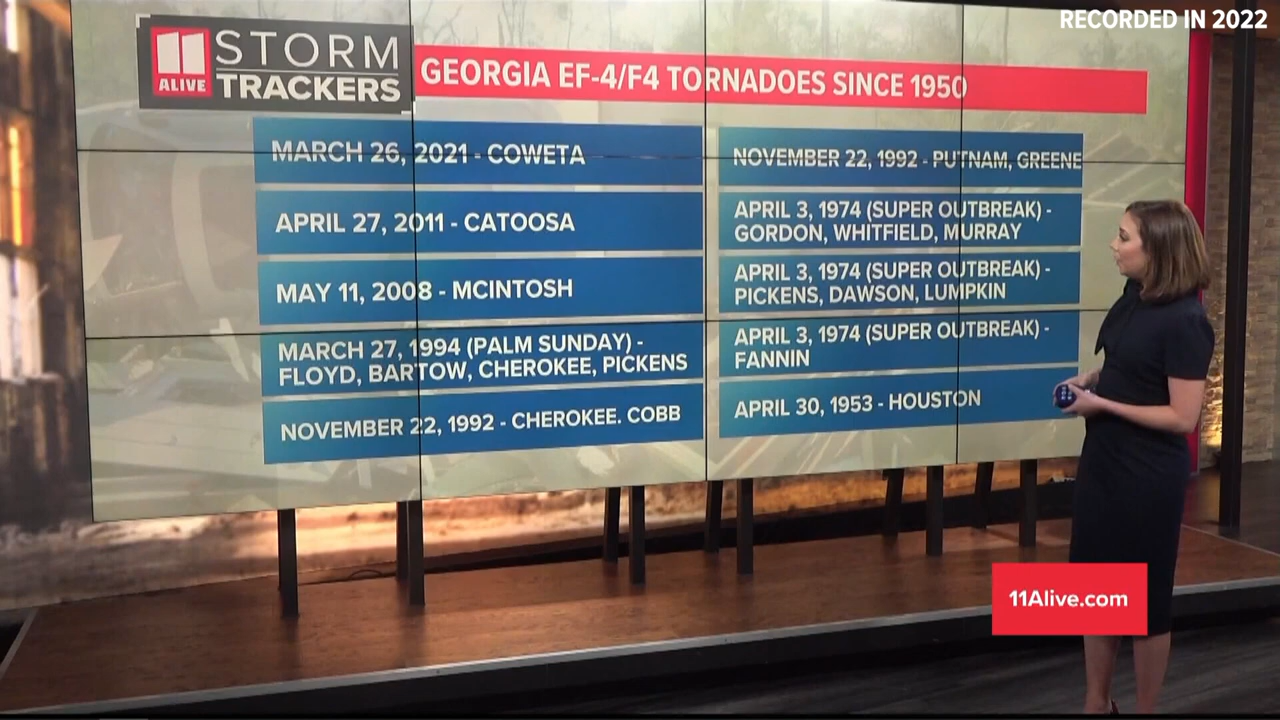 RECORDED IN 2022
11
ALIVE
STORM
TRACKERS
GEORGIA EF-4/F4 TORNADOES SINCE 1950
MARCH 26, 2021 - COWETA
APRIL 27, 2011 - CATOOSA
MAY 11, 2008 - MCINTOSH
MARCH 27, 1994 (PALM SUNDAY) -
FLOYD, BARTOW, CHEROKEE, PICKENS
NOVEMBER 22, 1992 - CHEROKEE. COBB
NOVEMBER 22, 1992 - PUTNAM, GREENE
APRIL 3, 1974 (SUPER OUTBREAK) -
GORDON, WHITFIELD, MURRAY
APRIL 3, 1974 (SUPER OUTBREAK) -
PICKENS, DAWSON, LUMPKIN
APRIL 3, 1974 (SUPER OUTBREAK) -
FANNIN
APRIL 30, 1953 - HOUSTON
11Alive.com